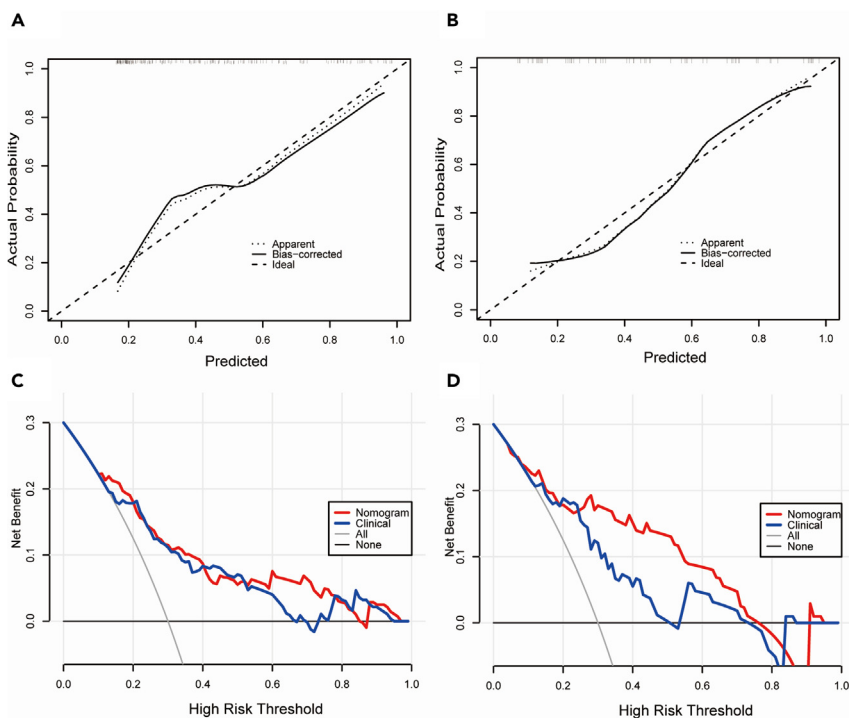 A
Actual Probability
1.0
0.8
0.6
0.4
0.2
0.0
Apparent
Bias−corrected
Ideal
0.0 0.2 0.4 0.6 0.8 1.0
Predicted
B
Actual Probability
1.0
0.8
0.6
0.4
0.2
0.0
Apparent
Bias−corrected
Ideal
0.0 0.2 0.4 0.6 0.8 1.0
Predicted
C
Net Benefit
0.3
0.2
0.1
0.0
Nomogram
Clinical
All
None
0.0 0.2 0.4 0.6 0.8 1.0
High Risk Threshold
D
Net Benefit
0.3
0.2
0.1
0.0
Nomogram
Clinical
All
None
0.0 0.2 0.4 0.6 0.8 1.0
High Risk Threshold